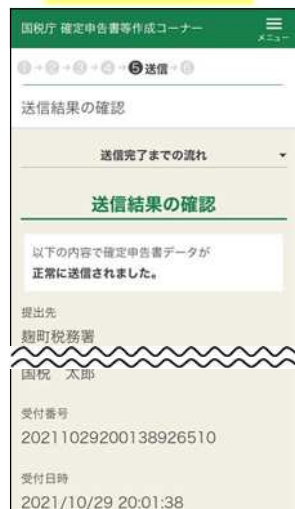 国税庁 確定申告書等作成コーナー
メニュー
❺送信
送信結果の確認
送信完了までの流れ
送信結果の確認
以下の内容で確定申告書データが
正常に送信されました。
提出先
麹町税務署
国税 太郎
受付番号
20211029200138926510
受付日時
2021/10/29 20:01:38